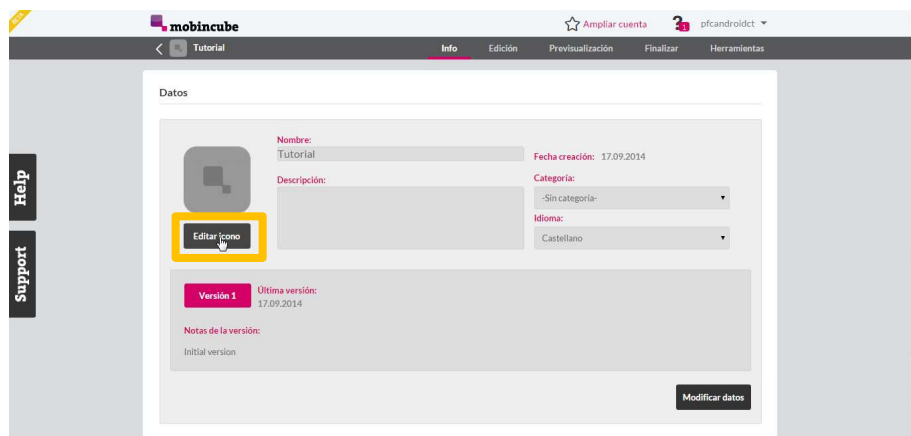 BETA
mobincube
Ampliar cuenta
?
1
pfcandroidct
Tutorial
Info
Edición
Previsualización
Finalizar
Herramientas
Datos
Nombre:
Tutorial
Fecha creación: 17.09.2014
Descripción:
Categoría:
-Sin categoría-
Idioma:
Castellano
Editar icono
Versión 1
Última versión:
17.09.2014
Notas de la versión:
Initial version
Modificar datos
Help
Support